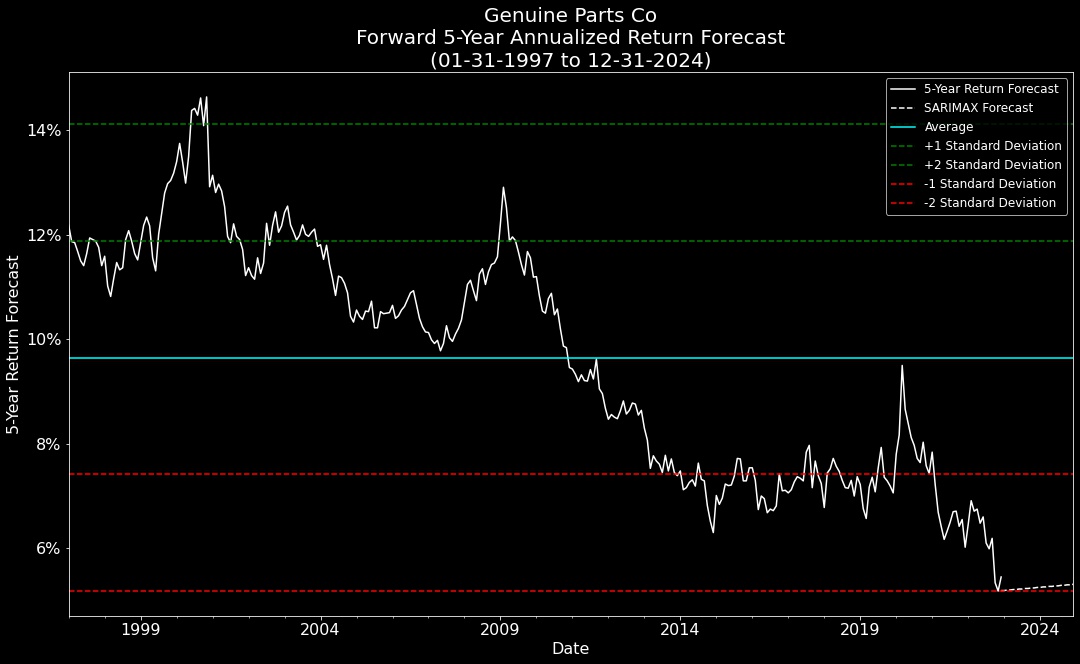 Genuine Parts Co
Forward 5-Year Annualized Return Forecast
(01-31-1997 to 12-31-2024)
5-Year Return Forecast
SARIMAX Forecast
Average
+1 Standard Deviation
+2 Standard Deviation
-1 Standard Deviation
-2 Standard Deviation
5-Year Return Forecast
14%
12%
10%
8%
6%
1999
2004
2009
2014
2019
2024
Date